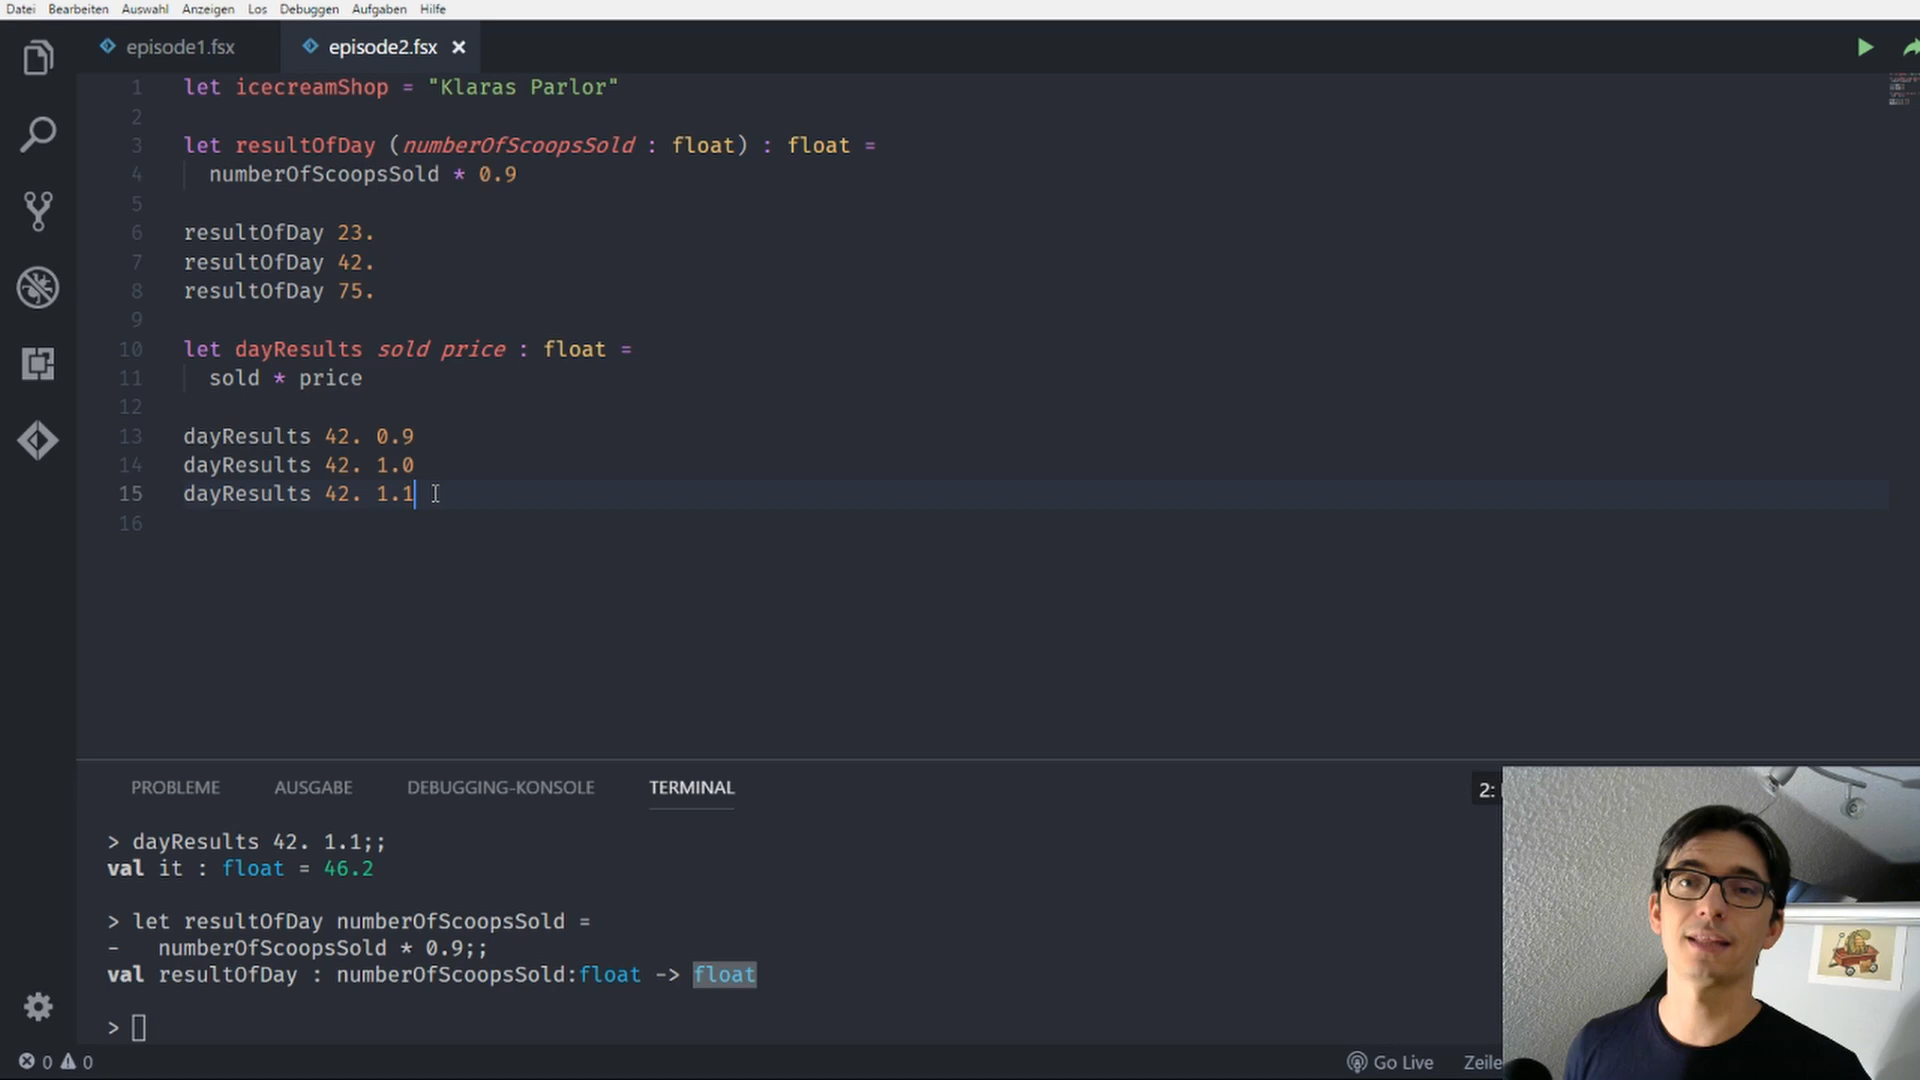 Datei Bearbeiten Auswahl Anzeigen Los Debuggen Aufgaben Hilfe
episode1.fsx episode2.fsx
1 let icecreamShop = "Klaras Parlor"
2
3 let resultOfDay (numberOfScoopsSold : float) : float =
4 numberOfScoopsSold * 0.9
5
6 resultOfDay 23.
7 resultOfDay 42.
8 resultOfDay 75.
9
10 let dayResults sold price : float =
11 sold * price
12
13 dayResults 42. 0.9
14 dayResults 42. 1.0
15 dayResults 42. 1.1
16
PROBLEME AUSGABE DEBUGGING-KONSOLE TERMINAL 2:
> dayResults 42. 1.1;;
val it : float = 46.2
> let resultOfDay numberOfScoopsSold =
- numberOfScoopsSold * 0.9;;
val resultOfDay : numberOfScoopsSold:float -> float
>
0 0 Go Live Zeile